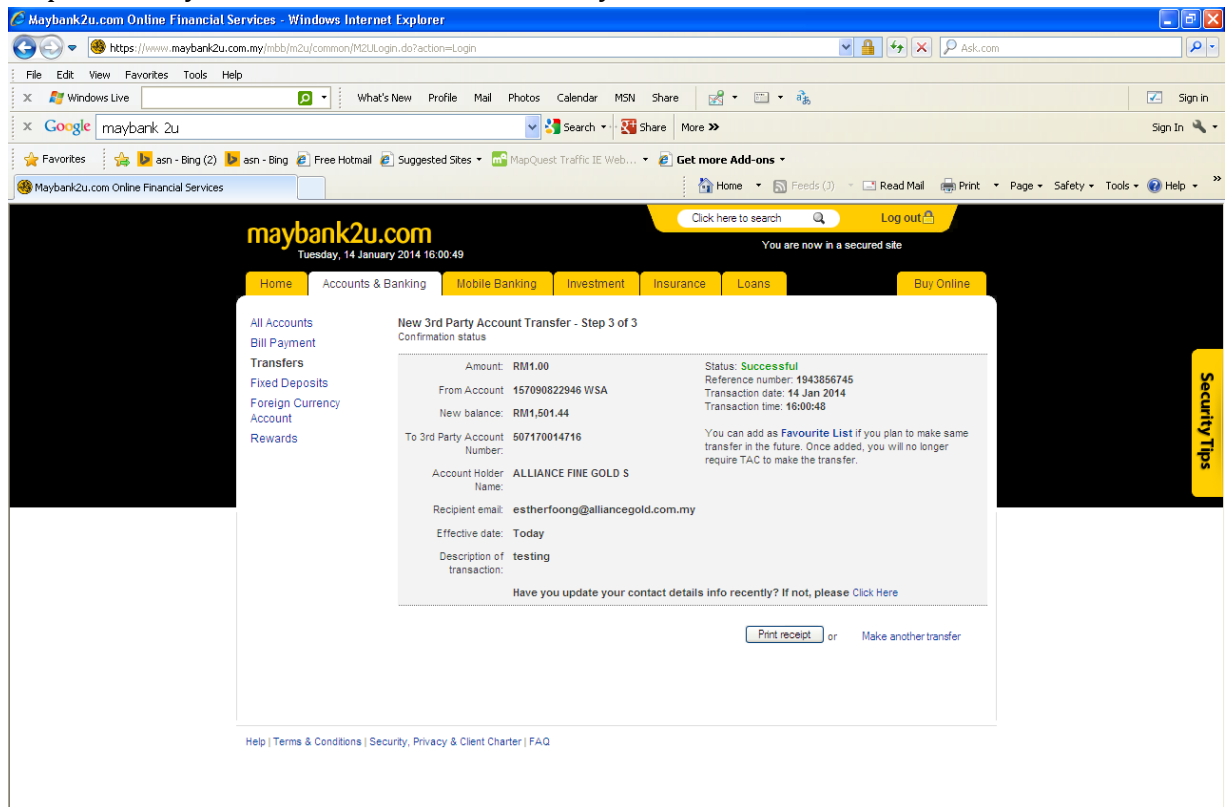 Maybank2u.com Online Financial Services - Windows Internet Explorer
https://www.maybank2u.com.my/mbb/m2u/common/M2ULogin.do?action=Login
Ask.com
File Edit View Favorites Tools Help
x Windows Live What's New Profile Mail Photos Calendar MSN Share Sign in
x Google maybank 2u Search Share More >> Sign In
Favorites asn - Bing (2) asn - Bing Free Hotmail Suggested Sites MapQuest Traffic IE Web... Get more Add-ons
Maybank2u.com Online Financial Services Home Feeds (J) Read Mail Print Page Safety Tools Help >>
Click here to search Log out
maybank2u.com
Tuesday, 14 January 2014 16:00:49
You are now in a secured site
Home Accounts & Banking Mobile Banking Investment Insurance Loans Buy Online
All Accounts
Bill Payment
Transfers
Fixed Deposits
Foreign Currency
Account
Rewards
New 3rd Party Account Transfer - Step 3 of 3
Confirmation status
Amount: RM1.00
From Account 157090822946 WSA
New balance: RM1,501.44
To 3rd Party Account 507170014716
Number:
Account Holder ALLIANCE FINE GOLD S
Name:
Recipient email: estherfoong@alliancegold.com.my
Effective date: Today
Description of testing
transaction:
Have you update your contact details info recently? If not, please Click Here
Status: Successful
Reference number: 1943856745
Transaction date: 14 Jan 2014
Transaction time: 16:00:48
You can add as Favourite List if you plan to make same
transfer in the future. Once added, you will no longer
require TAC to make the transfer.
Print receipt or Make another transfer
Security Tips
Help | Terms & Conditions | Security, Privacy & Client Charter | FAQ